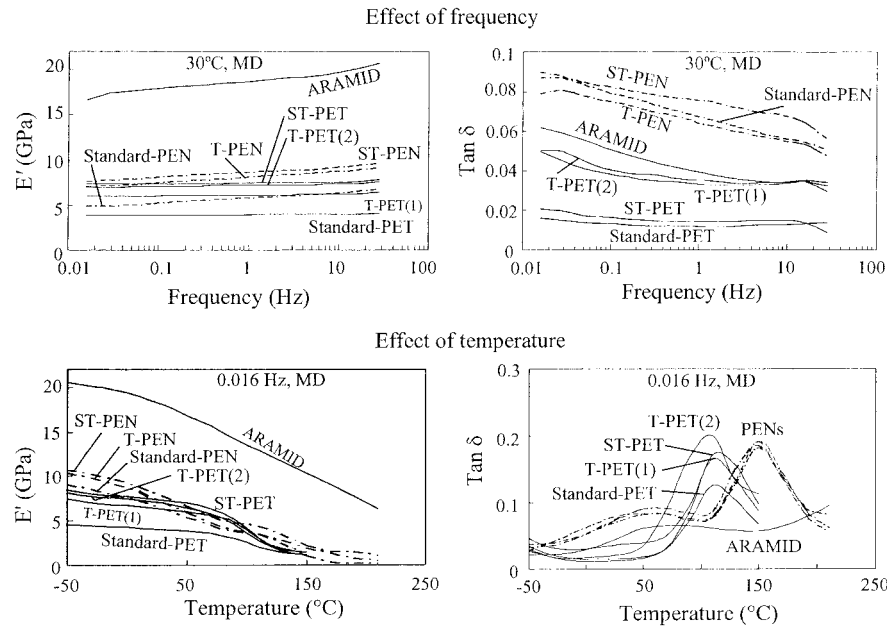 Effect of frequency
30°C, MD
ARAMID
ST-PET
T-PET(2)
Standard-PEN
T-PEN
ST-PEN
T-PET(1)
Standard-PET
E' (GPa)
20
15
10
5
0
0.01
0.1
1
10
100
Frequency (Hz)
30°C, MD
ST-PEN
Standard-PEN
T-PEN
ARAMID
T-PET(2)
T-PET(1)
ST-PET
Standard-PET
Tan δ
0.1
0.08
0.06
0.04
0.02
0
0.01
0.1
1
10
100
Frequency (Hz)
Effect of temperature
0.016 Hz, MD
ST-PEN
T-PEN
Standard-PEN
T-PET(2)
ARAMID
ST-PET
T-PET(1)
Standard-PET
E' (GPa)
20
15
10
5
0
-50
50
150
250
Temperature (°C)
0.016 Hz, MD
T-PET(2)
PENs
ST-PET
T-PET(1)
Standard-PET
ARAMID
Tan δ
0.3
0.2
0.1
0
-50
50
150
250
Temperature (°C)